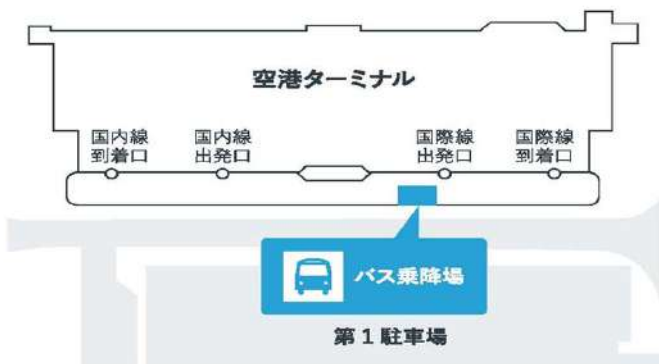 空港ターミナル
国内線
到着口
国内線
出発口
国際線
出発口
国際線
到着口
バス乗降場
第1駐車場